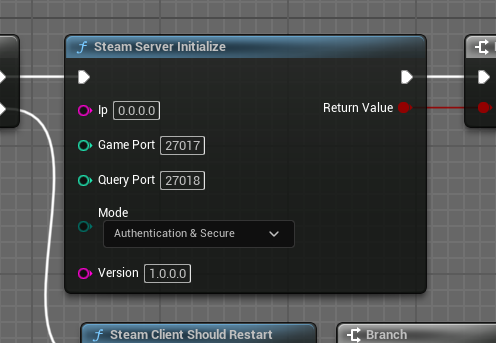 Steam Server Initialize
Ip 0.0.0.0
Return Value
Game Port 27017
Query Port 27018
Mode
Authentication & Secure
Version 1.0.0.0
Steam Client Should Restart
Branch